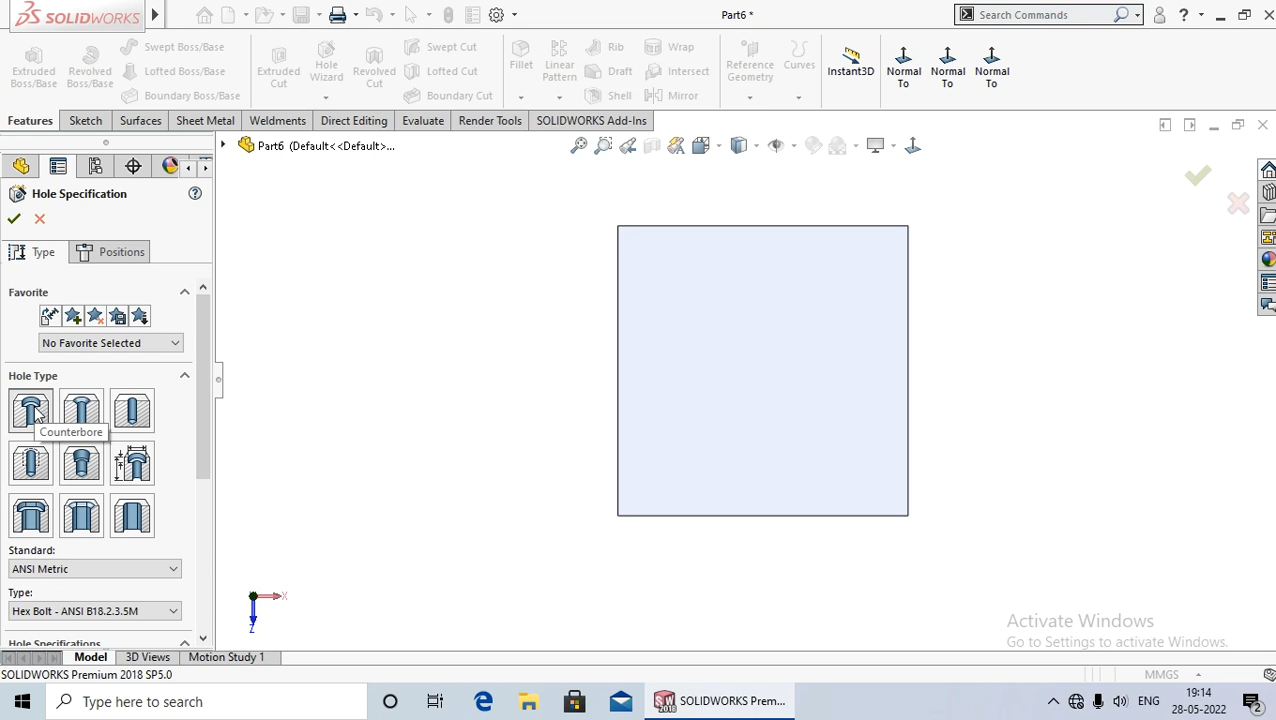 SOLIDWORKS
Part6 *
Search Commands
Extruded Boss/Base
Revolved Boss/Base
Swept Boss/Base
Lofted Boss/Base
Boundary Boss/Base
Extruded Cut
Hole Wizard
Revolved Cut
Swept Cut
Lofted Cut
Boundary Cut
Fillet
Linear Pattern
Rib
Draft
Shell
Wrap
Intersect
Mirror
Reference Geometry
Curves
Instant3D
Normal To
Normal To
Normal To
Features
Sketch
Surfaces
Sheet Metal
Weldments
Direct Editing
Evaluate
Render Tools
SOLIDWORKS Add-Ins
Part6 (Default<<Default>...
Hole Specification
Type
Positions
Favorite
No Favorite Selected
Hole Type
Counterbore
Standard:
ANSI Metric
Type:
Hex Bolt - ANSI B18.2.3.5M
Hole Specifications
X
Z
Activate Windows
Go to Settings to activate Windows.
Model
3D Views
Motion Study 1
SOLIDWORKS Premium 2018 SP5.0
MMGS
Type here to search
SW
2018
SOLIDWORKS Prem...
ENG
19:14
28-05-2022
2